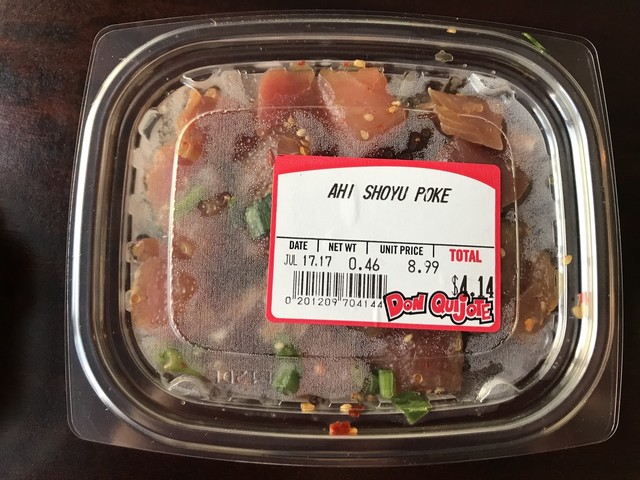 AHI SHOYU POKE
DATE NET WT UNIT PRICE TOTAL
JUL 17.17 0.46 8.99
$4.14
0 201209 704144
DON QUIJOTE